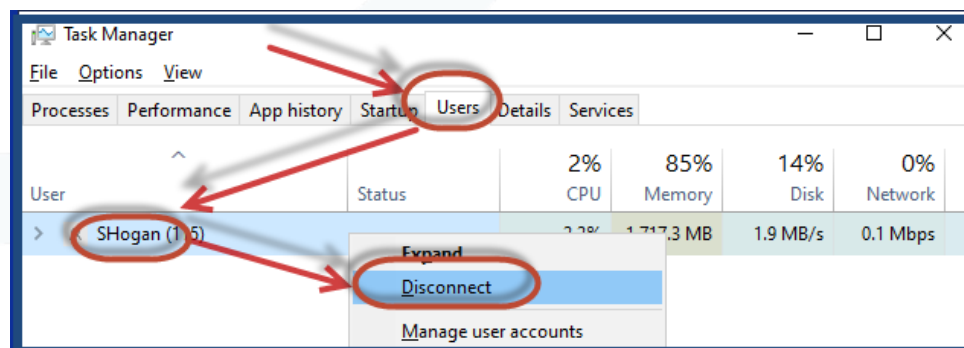 Task Manager
File Options View
Processes Performance App history Startup Users Details Services
2% 85% 14% 0%
User Status CPU Memory Disk Network
SHogan 1.9 MB/s 0.1 Mbps
Expand
Disconnect
Manage user accounts